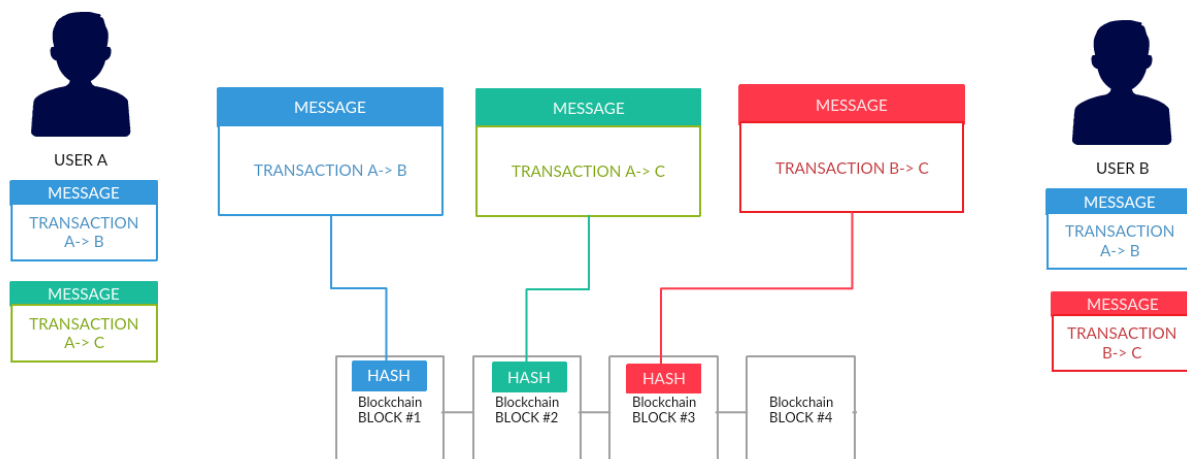 USER A
MESSAGE
TRANSACTION
A-> B
MESSAGE
TRANSACTION
A-> C
MESSAGE
TRANSACTION A-> B
MESSAGE
TRANSACTION A-> C
MESSAGE
TRANSACTION B-> C
HASH
Blockchain
BLOCK #1
HASH
Blockchain
BLOCK #2
HASH
Blockchain
BLOCK #3
Blockchain
BLOCK #4
USER B
MESSAGE
TRANSACTION
A-> B
MESSAGE
TRANSACTION
B-> C